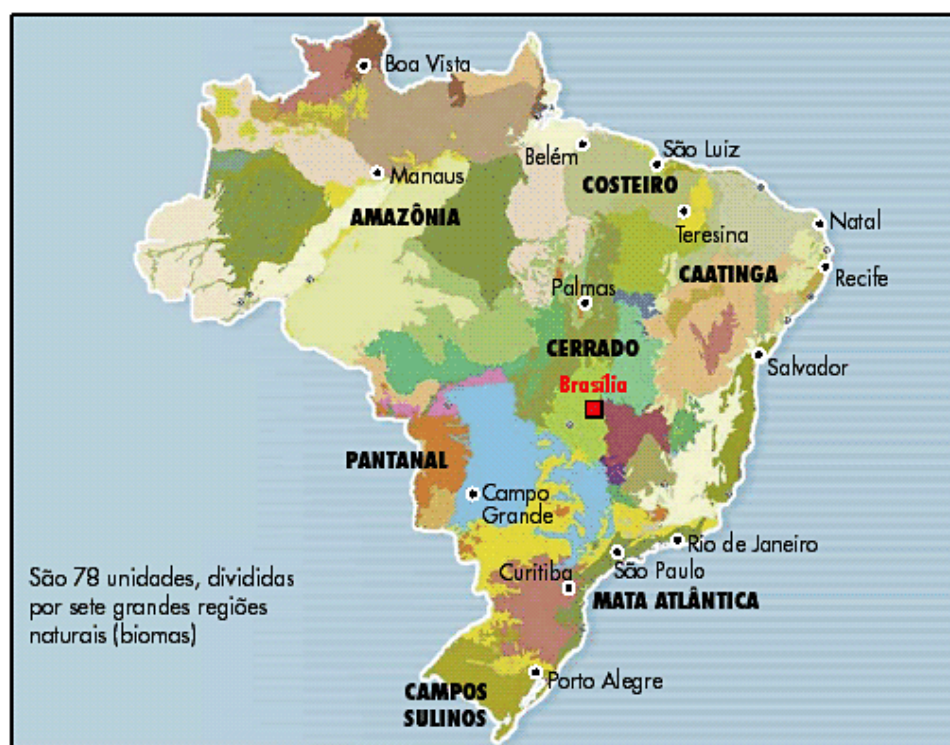 Boa Vista
Belém
São Luiz
COSTEIRO
Manaus
AMAZÔNIA
Teresina
Natal
CAATINGA
Recife
Palmas
CERRADO
Salvador
Brasília
PANTANAL
Campo
Grande
Rio de Janeiro
São Paulo
Curitiba
MATA ATLÂNTICA
São 78 unidades, divididas
por sete grandes regiões
naturais (biomas)
Porto Alegre
CAMPOS
SULINOS